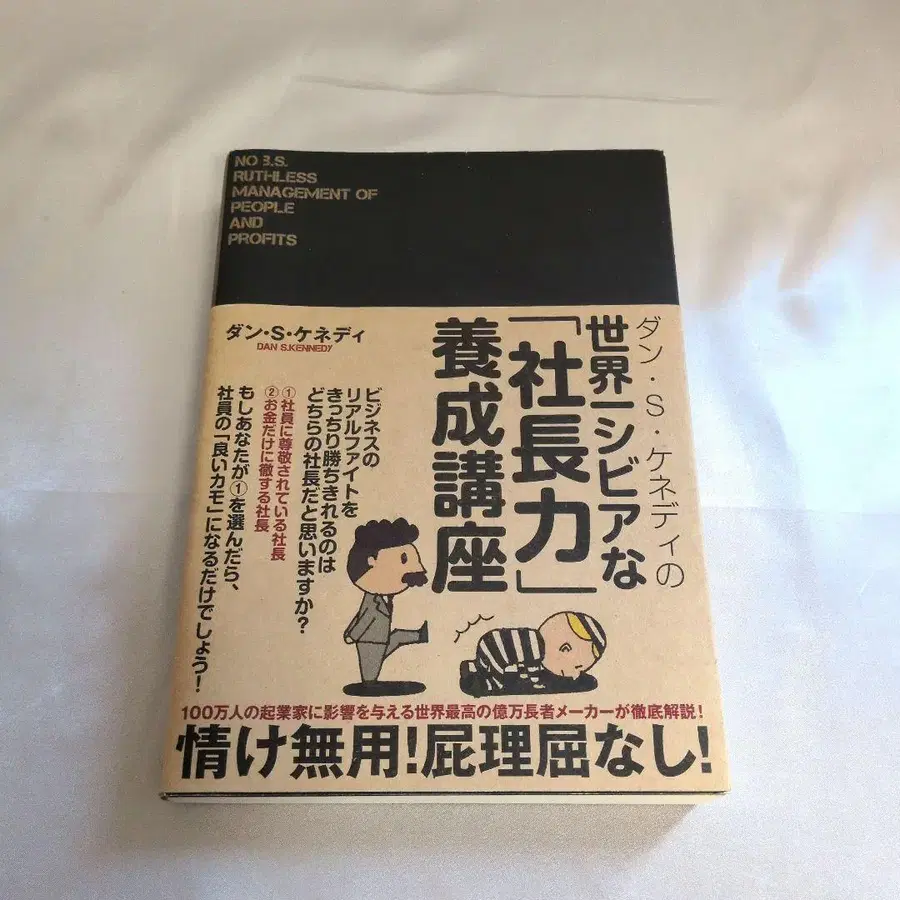 NO B.S.
RUTHLESS
MANAGEMENT OF
PEOPLE
AND
PROFITS
ダン・S・ケネディの
世界一シビアな
「社長力」
養成講座
ダン・S・ケネディ
DAN S.KENNEDY
ビジネスの
リアルファイトを
きっちり勝ちきれるのは
どちらの社長だと思いますか?
①社員に尊敬されている社長
②お金だけに徹する社長
もしあなたが①を選んだら、
社員の「良いカモ」になるだけでしょう!
100万人の起業家に影響を与える世界最高の億万長者メーカーが徹底解説!
情け無用!屁理屈なし!